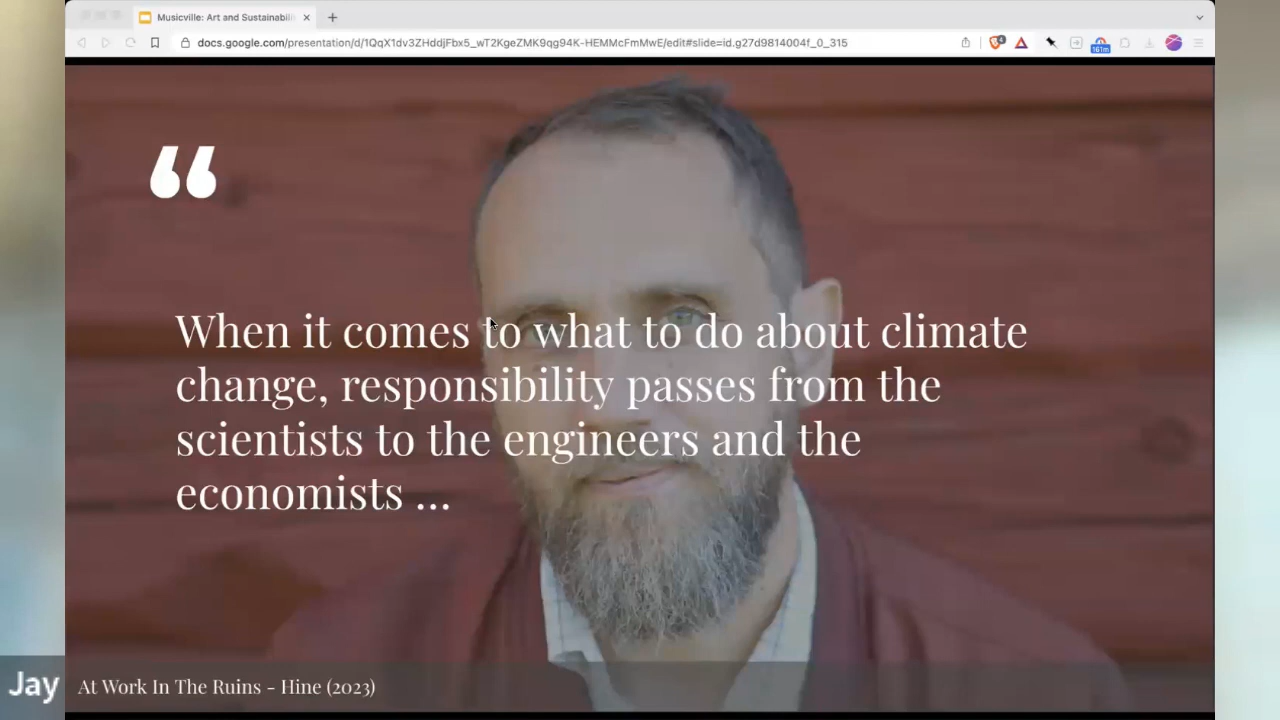 Musicville: Art and Sustainabili
docs.google.com/presentation/d/1QqX1dv3ZHddjFbx5_wT2KgeZMK9qg94K-HEMMcFmMwE/edit#slide=id.g27d9814004f_0_315
4
161m
“
When it comes to what to do about climate
change, responsibility passes from the
scientists to the engineers and the
economists ...
Jay
At Work In The Ruins - Hine (2023)